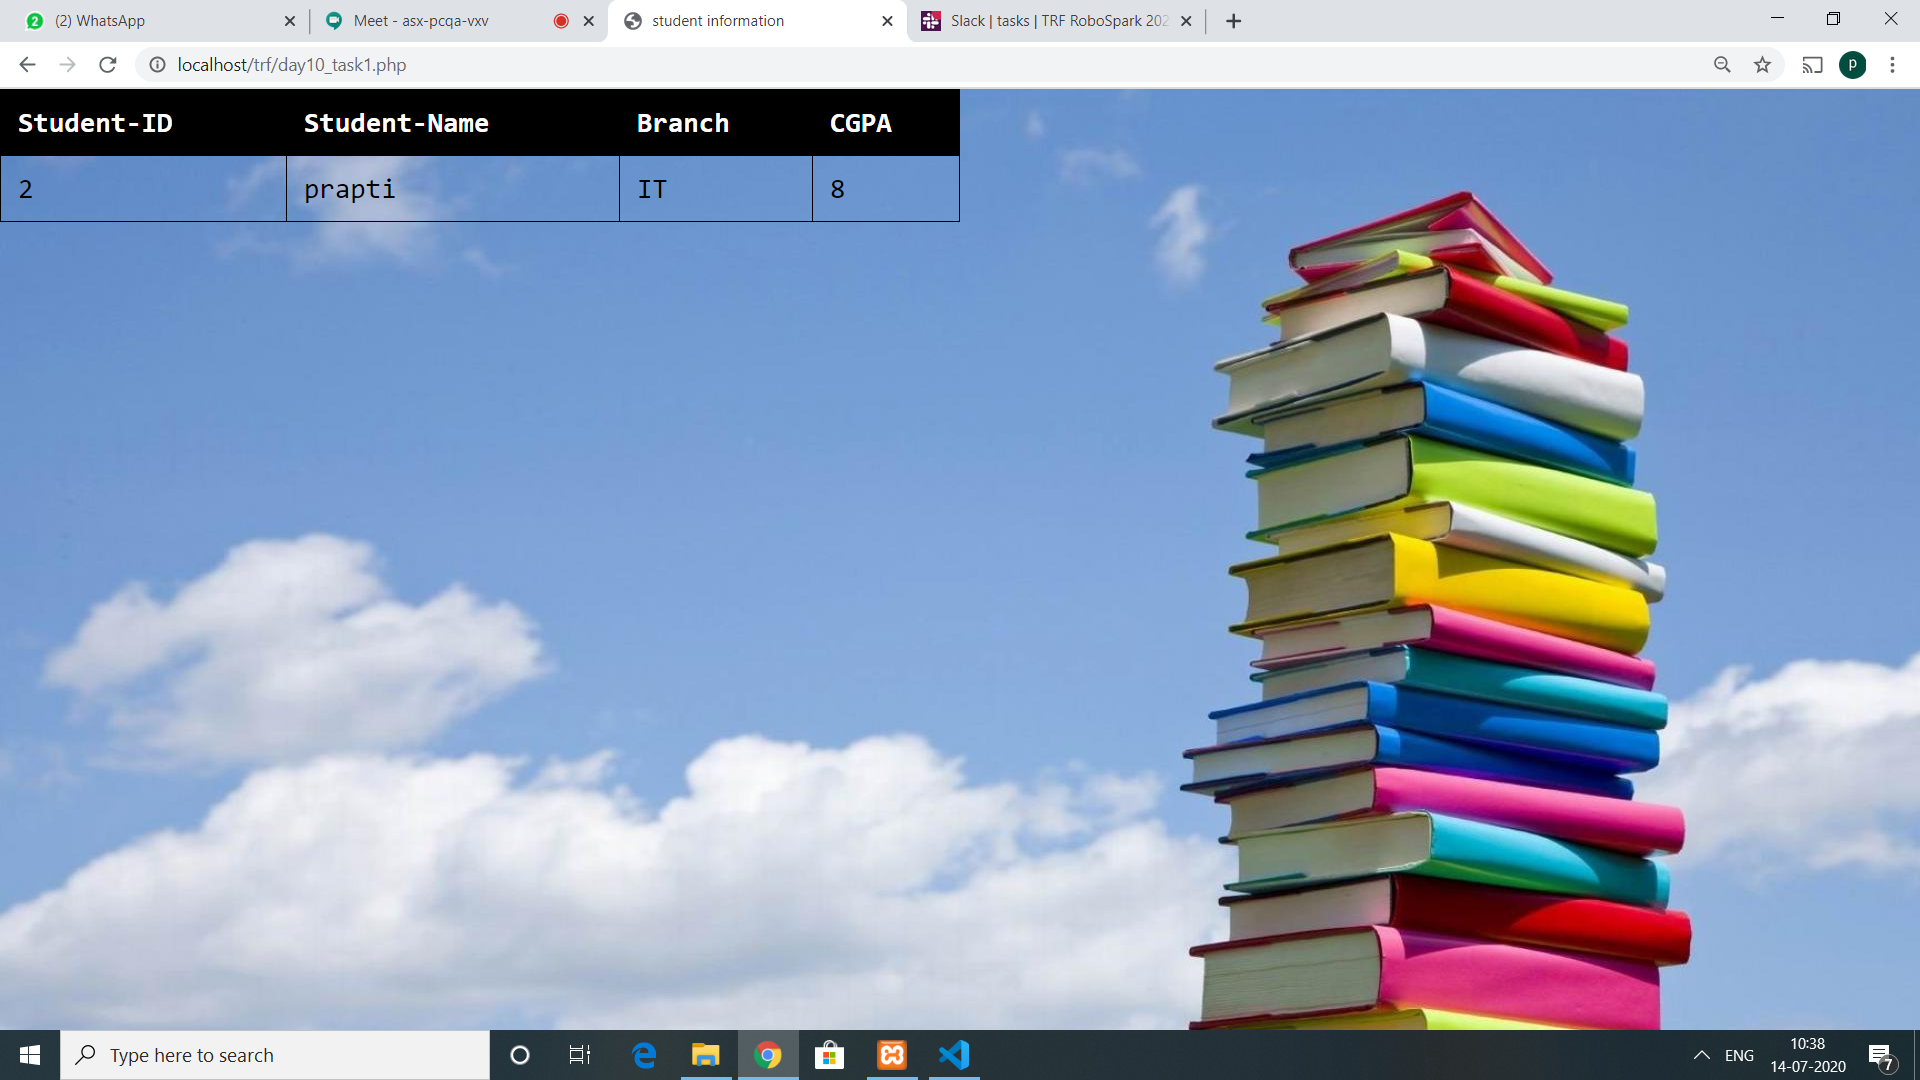 (2) WhatsApp
Meet - asx-pcqa-vxv
student information
Slack | tasks | TRF RoboSpark 202
localhost/trf/day10_task1.php
P
Student-ID Student-Name Branch CGPA
2 prapti IT 8
Type here to search
ENG
10:38
14-07-2020
7